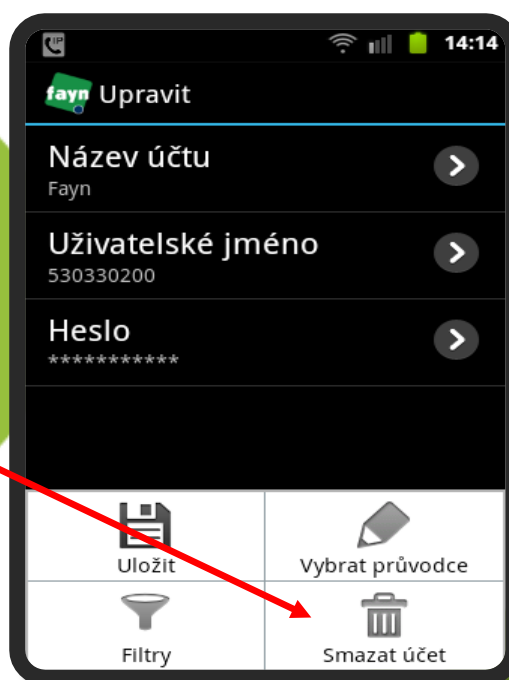 14:14
fayn Upravit
Název účtu
Fayn
Uživatelské jméno
530330200
Heslo
***********
Uložit
Vybrat průvodce
Filtry
Smazat účet